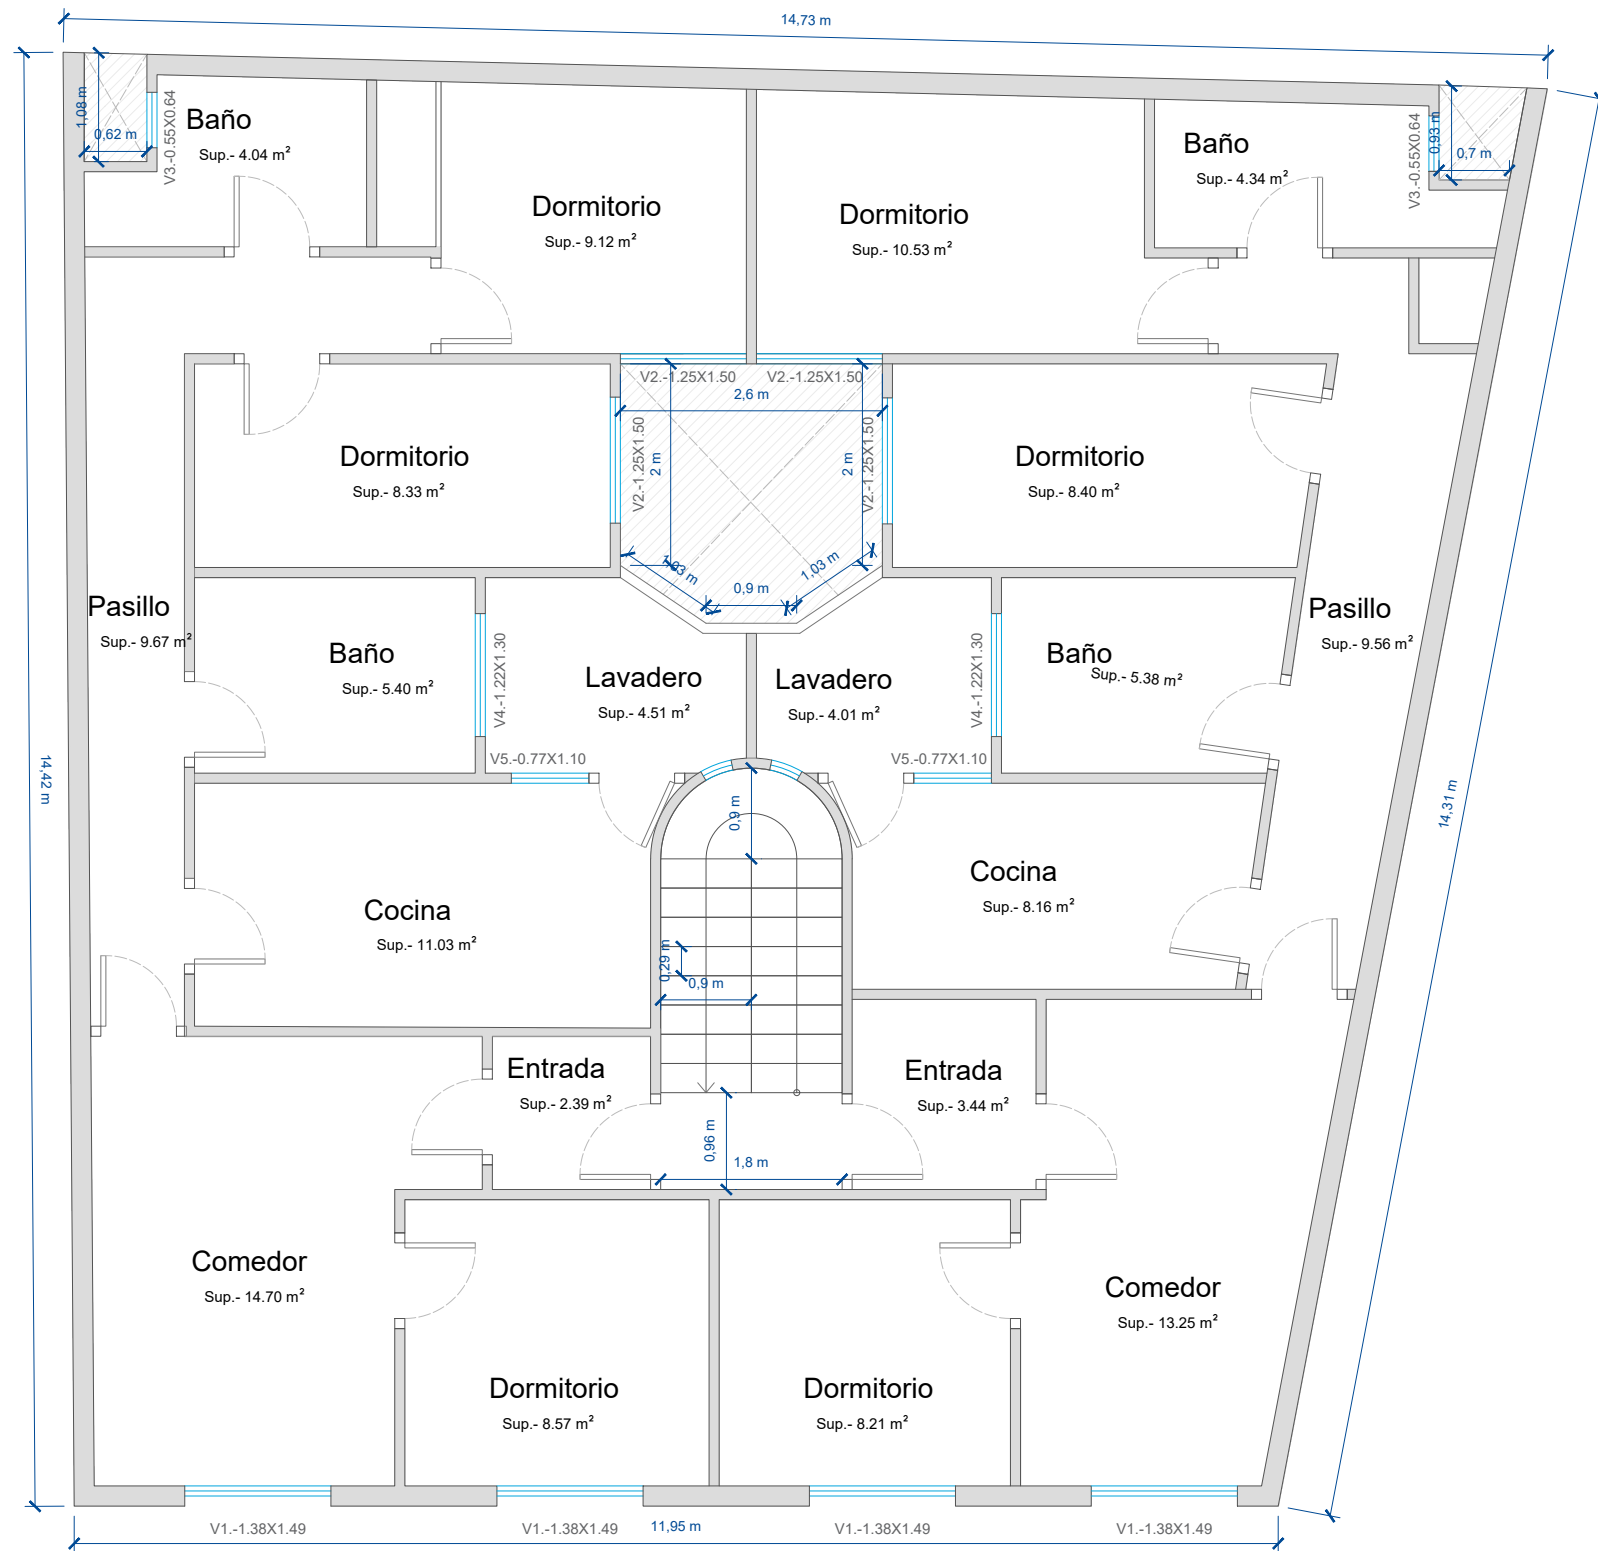 14,73 m
1,08 m
0,62 m
V3.-0.55X0.64
Baño
Sup.- 4.04 m²
Dormitorio
Sup.- 9.12 m²
Dormitorio
Sup.- 10.53 m²
Baño
Sup.- 4.34 m²
V3.-0.55X0.64
0,93 m
0,7 m
V2.-1.25X1.50
V2.-1.25X1.50
2,6 m
Dormitorio
Sup.- 8.33 m²
V2.-1.25X1.50
2 m
2 m
V2.-1.25X1.50
Dormitorio
Sup.- 8.40 m²
1,03 m
0,9 m
1,03 m
Pasillo
Sup.- 9.67 m²
Baño
Sup.- 5.40 m²
V4.-1.22X1.30
Lavadero
Sup.- 4.51 m²
Lavadero
Sup.- 4.01 m²
V4.-1.22X1.30
Baño
Sup.- 5.38 m²
Pasillo
Sup.- 9.56 m²
V5.-0.77X1.10
V5.-0.77X1.10
14,42 m
0,9 m
14,31 m
Cocina
Sup.- 11.03 m²
Cocina
Sup.- 8.16 m²
0,29 m
0,9 m
Entrada
Sup.- 2.39 m²
Entrada
Sup.- 3.44 m²
0,96 m
1,8 m
Comedor
Sup.- 14.70 m²
Comedor
Sup.- 13.25 m²
Dormitorio
Sup.- 8.57 m²
Dormitorio
Sup.- 8.21 m²
V1.-1.38X1.49
V1.-1.38X1.49
11,95 m
V1.-1.38X1.49
V1.-1.38X1.49